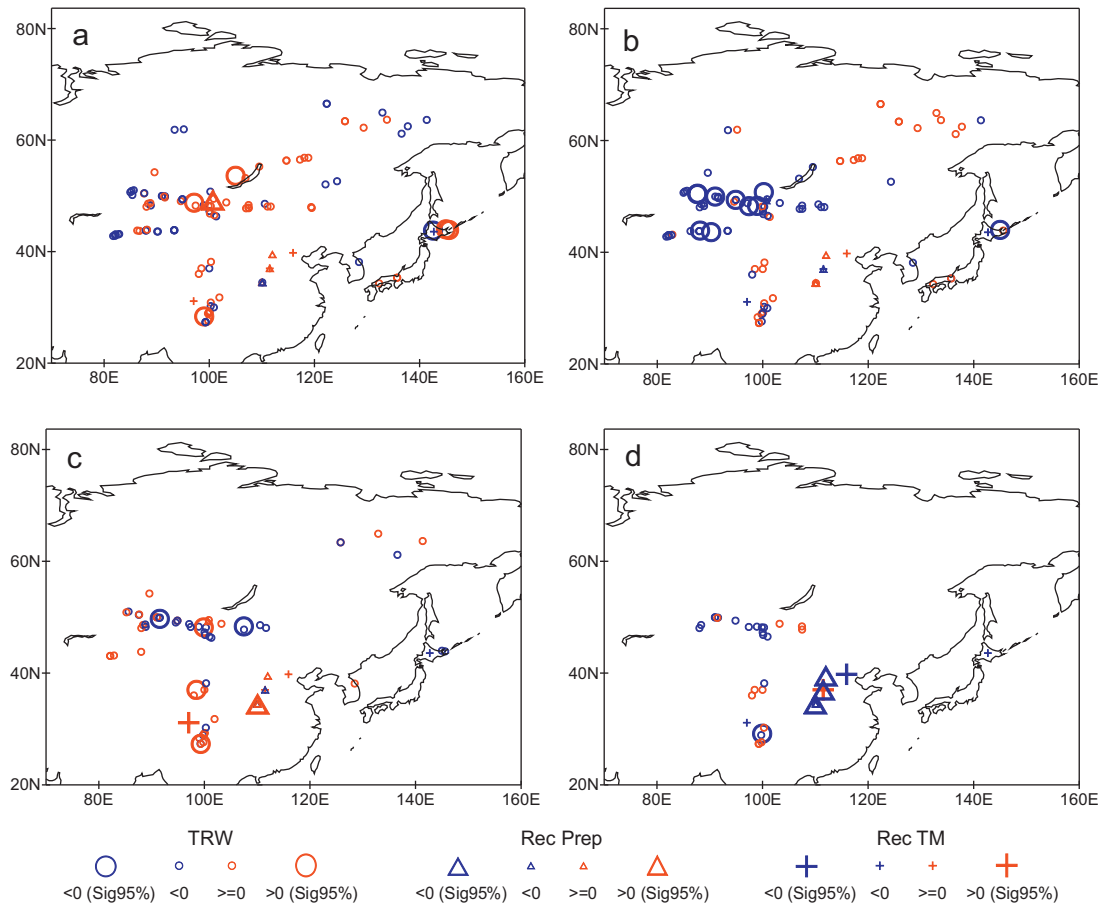 a
b
80N
60N
40N
20N
80E 100E 120E 140E 160E
80N
60N
40N
20N
80E 100E 120E 140E 160E
c
d
80N
60N
40N
20N
80E 100E 120E 140E 160E
80N
60N
40N
20N
80E 100E 120E 140E 160E
TRW Rec Prep Rec TM
<0 (Sig95%) <0 >=0 >0 (Sig95%) <0 (Sig95%) <0 >=0 >0 (Sig95%) <0 (Sig95%) <0 >=0 >0 (Sig95%)